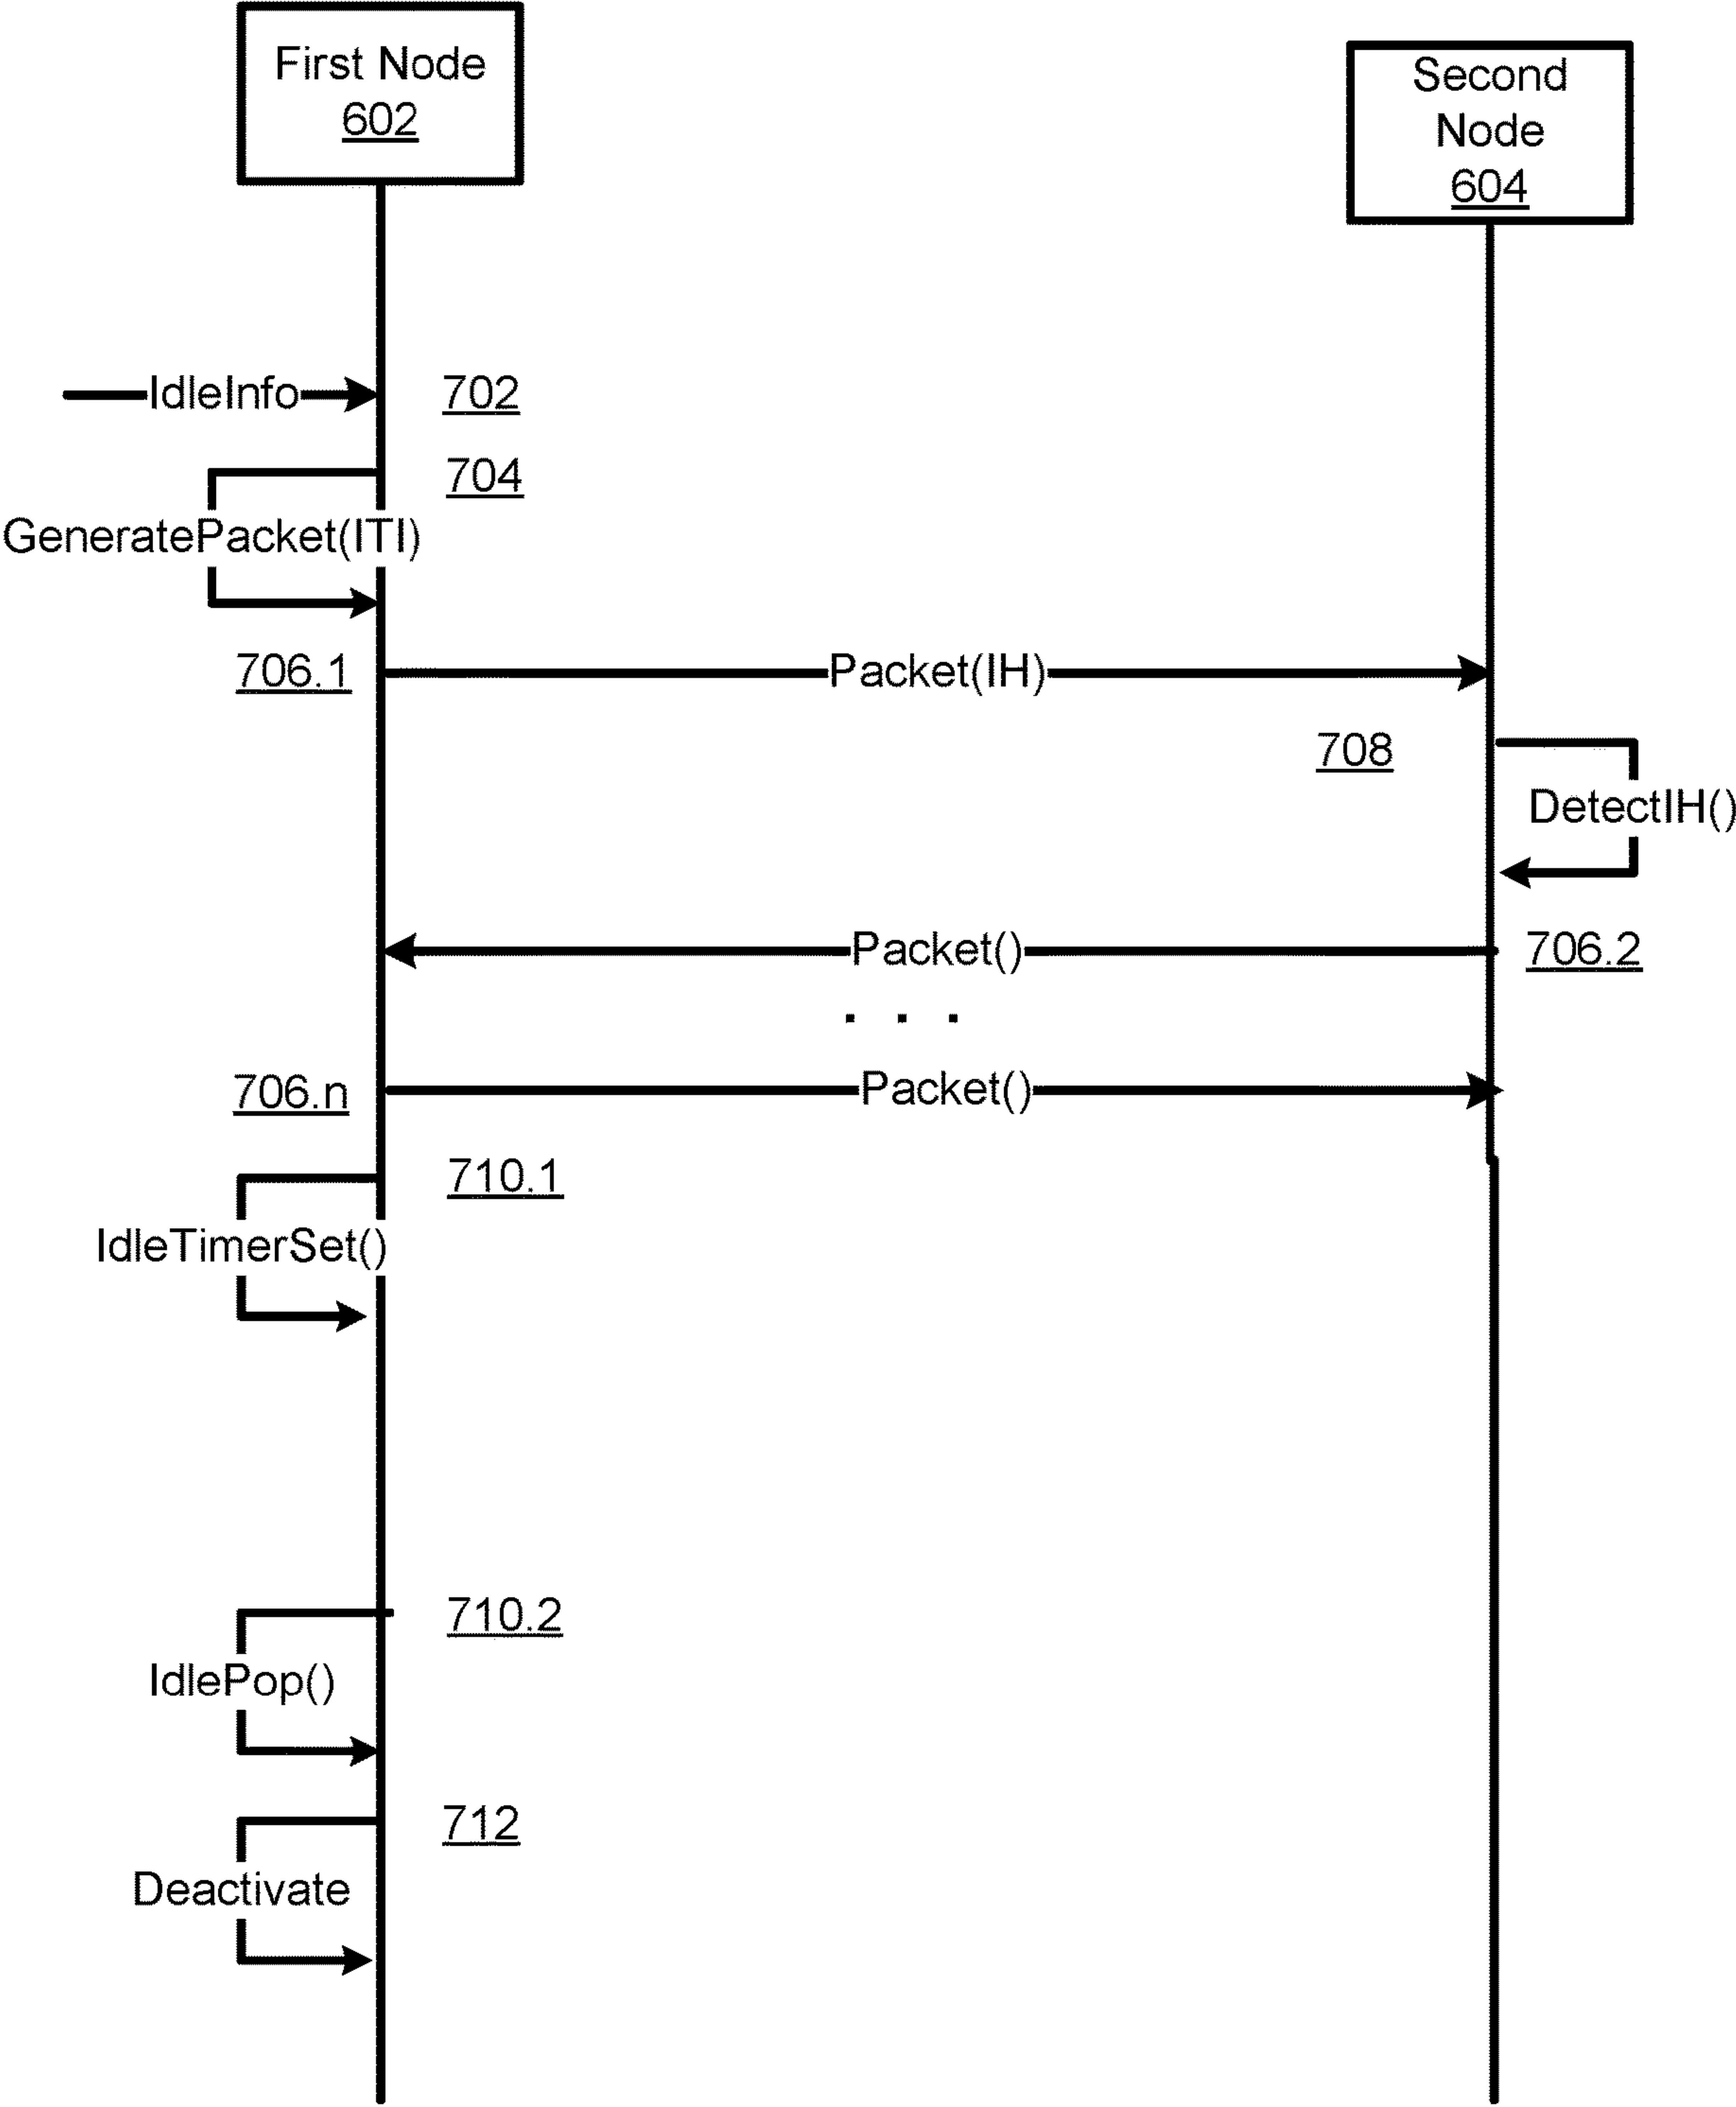 First Node
602
Second
Node
604
IdleInfo
702
704
GeneratePacket(ITI)
706.1
Packet(IH)
708
DetectIH()
Packet()
706.2
. . .
706.n
Packet()
710.1
IdleTimerSet()
710.2
IdlePop()
712
Deactivate